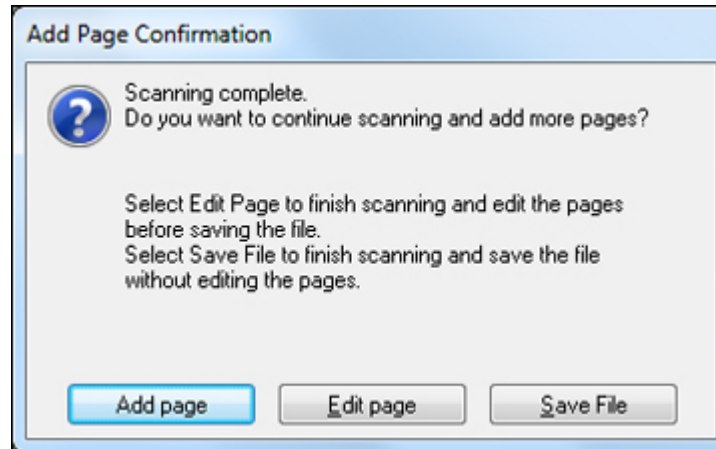 Add Page Confirmation
Scanning complete.
Do you want to continue scanning and add more pages?
Select Edit Page to finish scanning and edit the pages
before saving the file.
Select Save File to finish scanning and save the file
without editing the pages.
Add page Edit page Save File